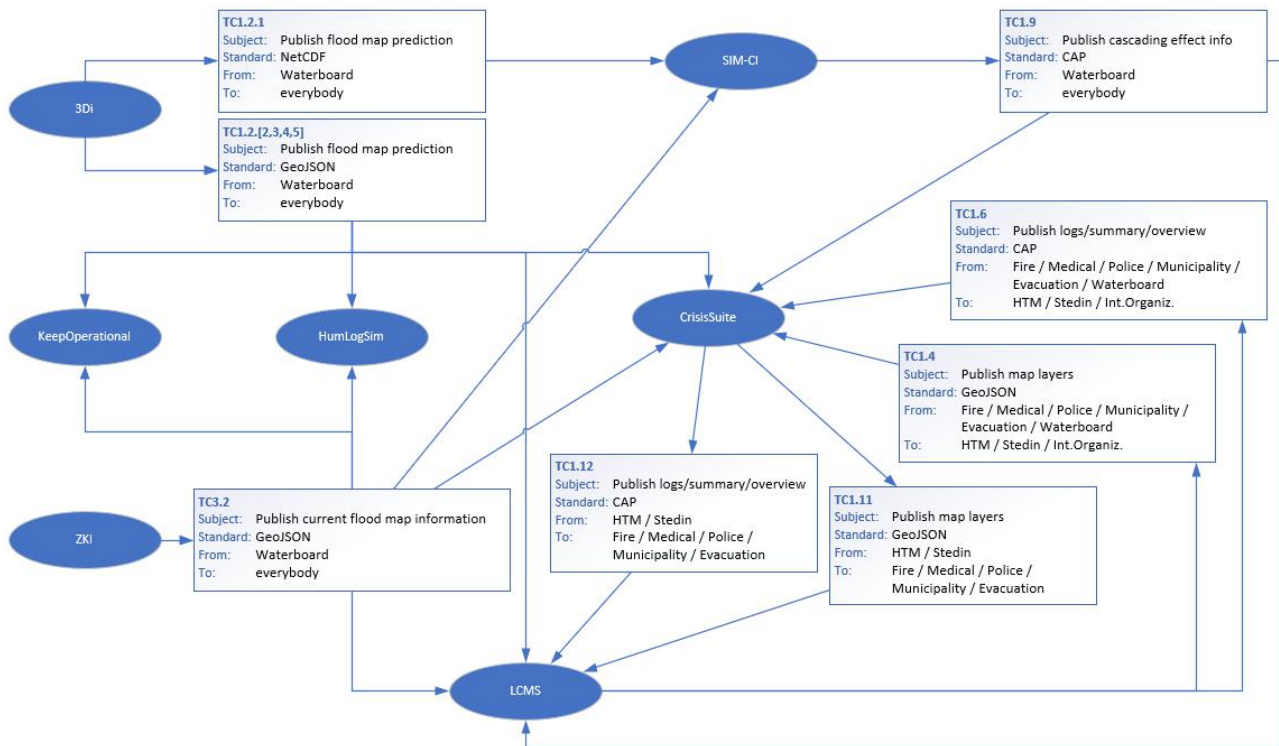 TC1.2.1
Subject: Publish flood map prediction
Standard: NetCDF
From: Waterboard
To: everybody
SIM-CI
TC1.9
Subject: Publish cascading effect info
Standard: CAP
From: Waterboard
To: everybody
3Di
TC1.2.[2,3,4,5]
Subject: Publish flood map prediction
Standard: GeoJSON
From: Waterboard
To: everybody
TC1.6
Subject: Publish logs/summary/overview
Standard: CAP
From: Fire / Medical / Police / Municipality /
Evacuation / Waterboard
To: HTM / Stedin / Int.Organiz.
KeepOperational
HumLogSim
CrisisSuite
TC1.4
Subject: Publish map layers
Standard: GeoJSON
From: Fire / Medical / Police / Municipality /
Evacuation / Waterboard
To: HTM / Stedin / Int.Organiz.
TC1.12
Subject: Publish logs/summary/overview
Standard: CAP
From: HTM / Stedin
To: Fire / Medical / Police /
Municipality / Evacuation
TC1.11
Subject: Publish map layers
Standard: GeoJSON
From: HTM / Stedin
To: Fire / Medical / Police /
Municipality / Evacuation
ZKI
TC3.2
Subject: Publish current flood map information
Standard: GeoJSON
From: Waterboard
To: everybody
LCMS